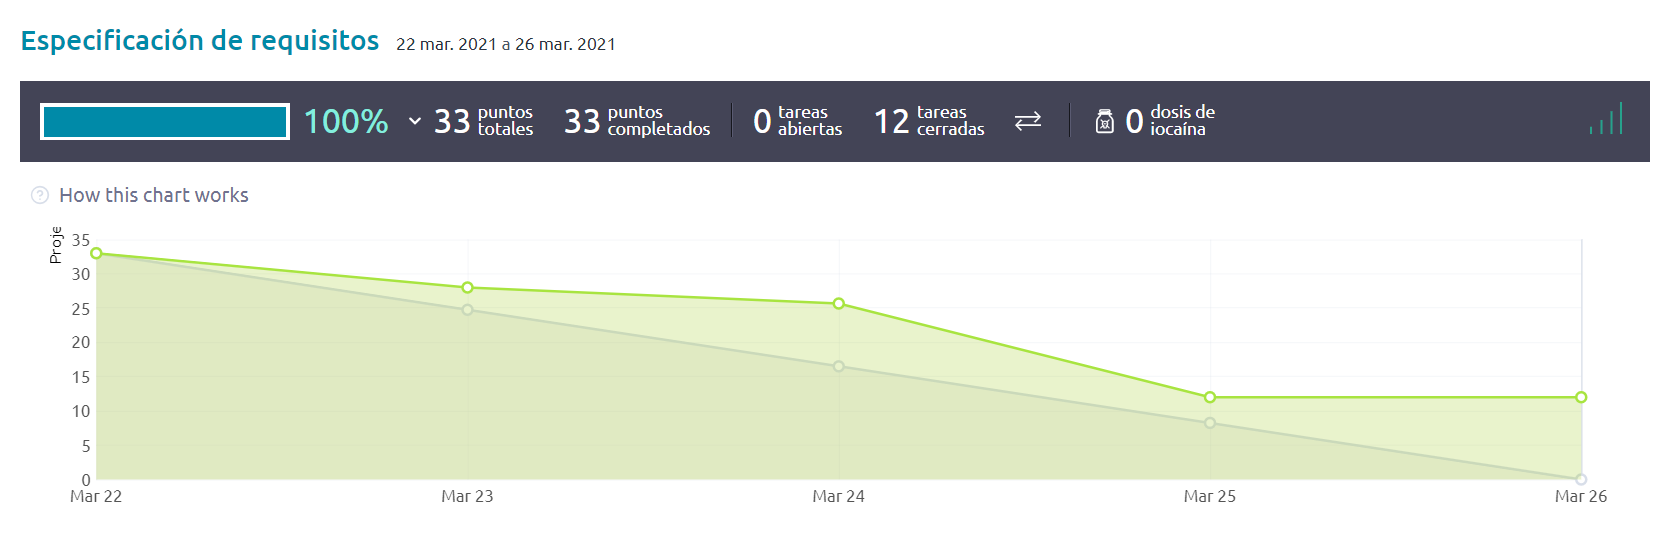 Especificación de requisitos 22 mar. 2021 a 26 mar. 2021
100% 33 puntos totales 33 puntos completados 0 tareas abiertas 12 tareas cerradas 0 dosis de iocaína
How this chart works
Proje
35
30
25
20
15
10
5
0
Mar 22 Mar 23 Mar 24 Mar 25 Mar 26